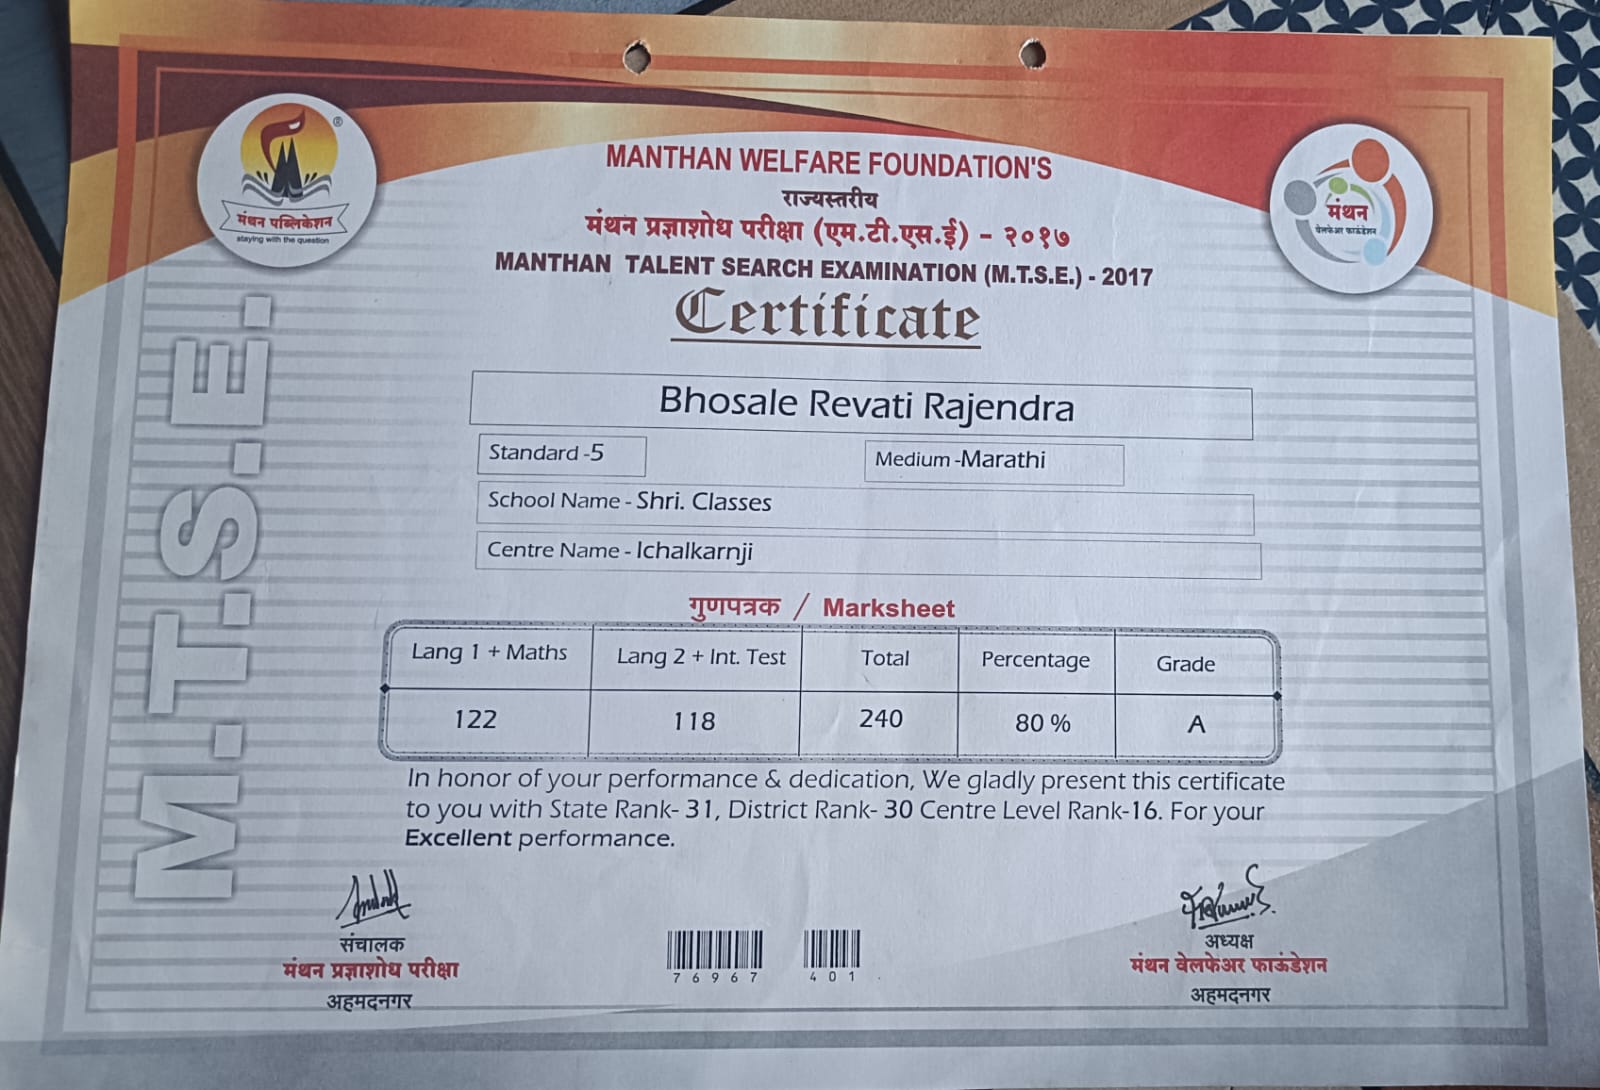 ®
मंथन पब्लिकेशन
staying with the question
मंथन
वेलफेअर फाऊंडेशन
MANTHAN WELFARE FOUNDATION'S
राज्यस्तरीय
मंथन प्रज्ञाशोध परीक्षा (एम.टी.एस.ई) - २०१७
MANTHAN TALENT SEARCH EXAMINATION (M.T.S.E.) - 2017
Certificate
M.T.S.E.
Bhosale Revati Rajendra
Standard -5 Medium -Marathi
School Name - Shri. Classes
Centre Name - Ichalkarnji
गुणपत्रक / Marksheet
Lang 1 + Maths Lang 2 + Int. Test Total Percentage Grade
122 118 240 80 % A
In honor of your performance & dedication, We gladly present this certificate
to you with State Rank- 31, District Rank- 30 Centre Level Rank-16. For your
Excellent performance.
संचालक
मंथन प्रज्ञाशोध परीक्षा
अहमदनगर
76967 401
अध्यक्ष
मंथन वेलफेअर फाऊंडेशन
अहमदनगर